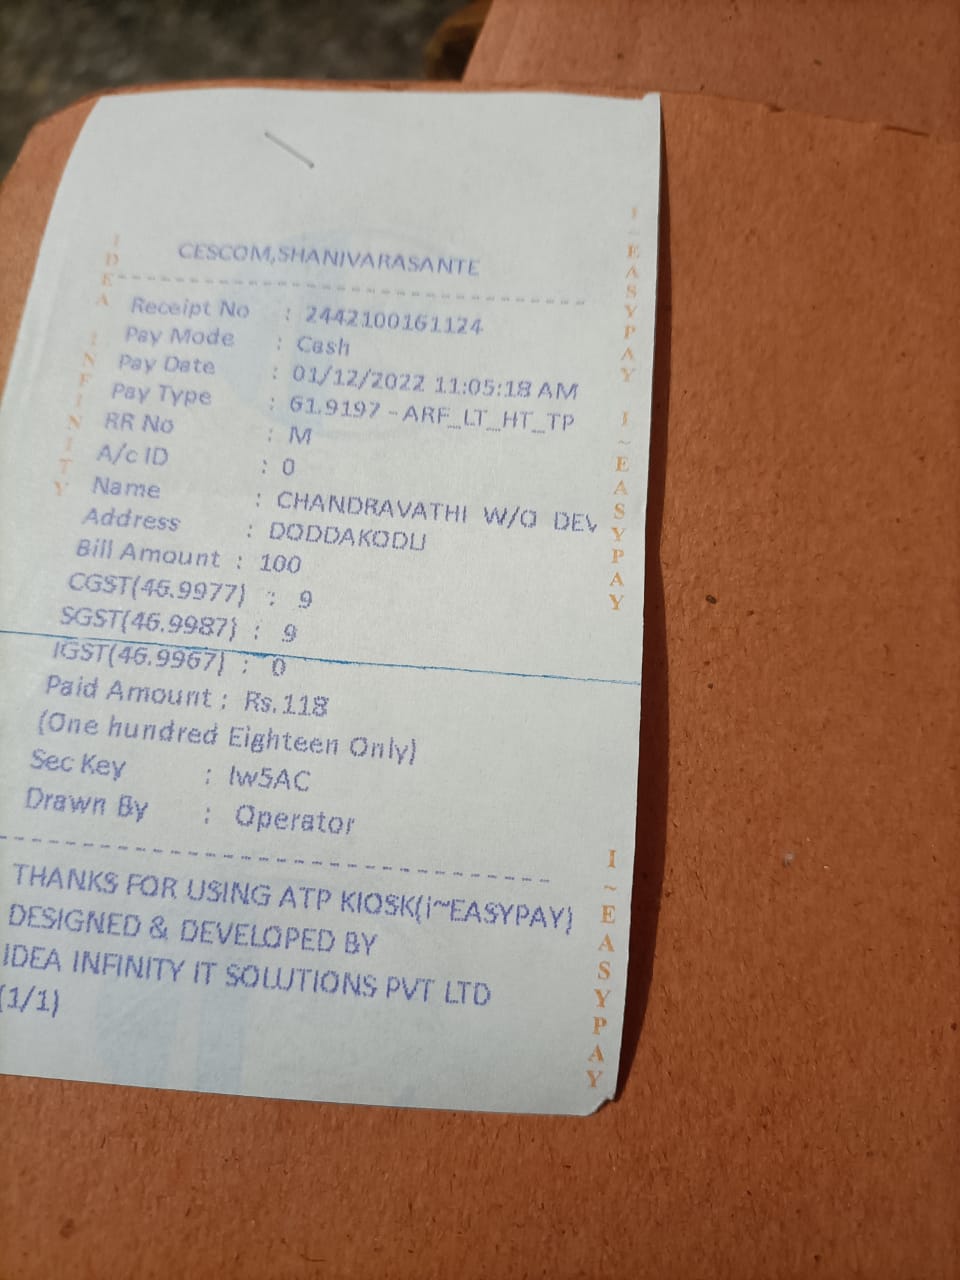 CESCOM,SHANIVARASANTE
Receipt No : 2442100161124
Pay Mode : Cash
Pay Date : 01/12/2022 11:05:18 AM
Pay Type : 61.9197 - ARF_LT_HT_TP
RR No : M
A/c ID : 0
Name : CHANDRAVATHI W/O DEV
Address : DODDAKODU
Bill Amount : 100
CGST(46.9977) : 9
SGST(46.9987) : 9
IGST(46.9967) : 0
Paid Amount : Rs.118
(One hundred Eighteen Only)
Sec Key : lw5AC
Drawn By : Operator
THANKS FOR USING ATP KIOSK(i~EASYPAY)
DESIGNED & DEVELOPED BY
IDEA INFINITY IT SOLUTIONS PVT LTD
(1/1)
IDEA INFINITY
I~EASYPAY I~EASYPAY
I~EASYPAY